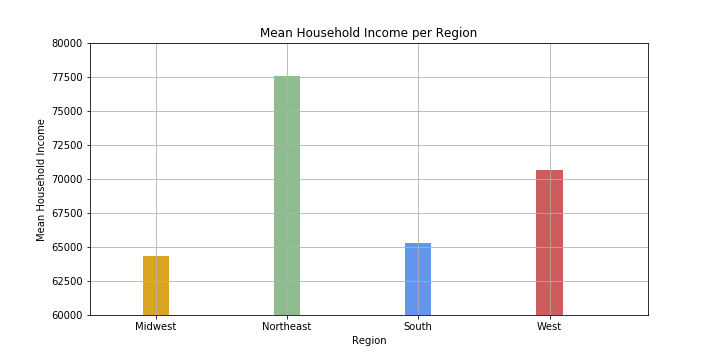 Mean Household Income per Region
80000
77500
75000
72500
70000
67500
65000
62500
60000
Mean Household Income
Midwest Northeast South West
Region